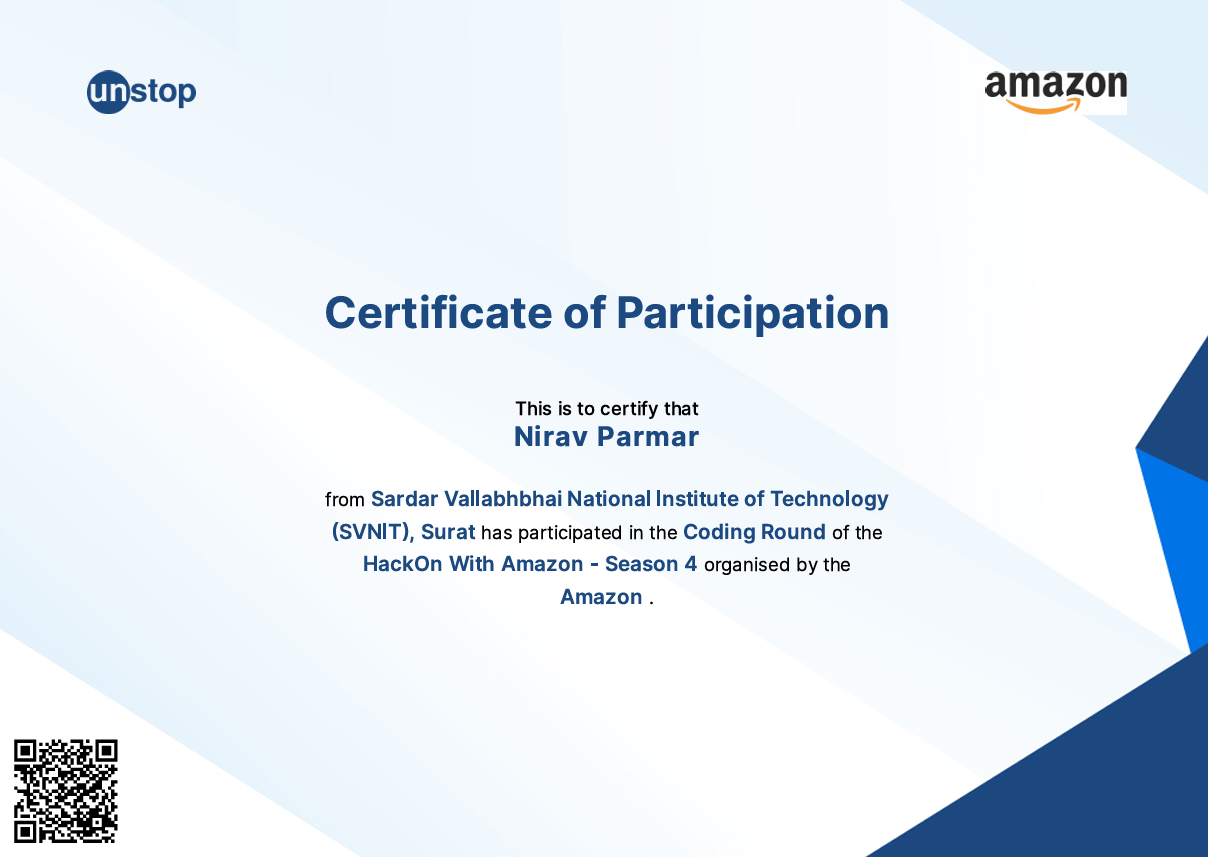 unstop
amazon
Certificate of Participation
This is to certify that
Nirav Parmar
from Sardar Vallabhbhai National Institute of Technology
(SVNIT), Surat has participated in the Coding Round of the
HackOn With Amazon - Season 4 organised by the
Amazon .